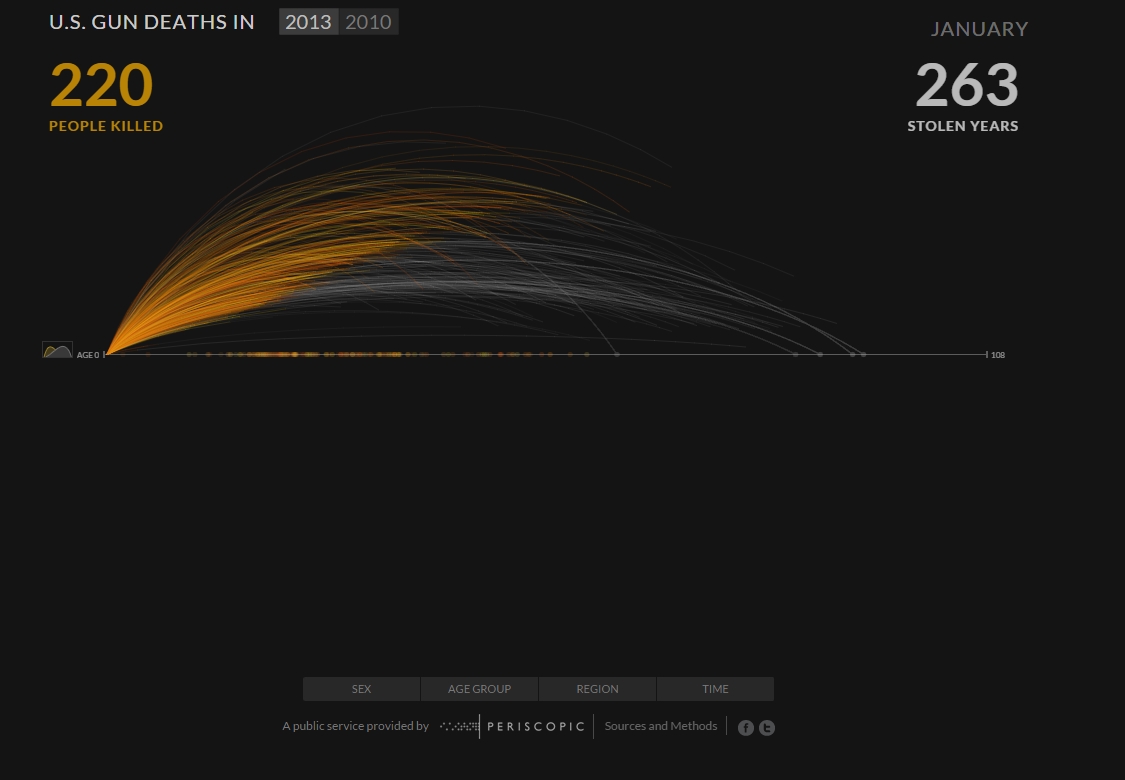 U.S. GUN DEATHS IN 2013 2010
JANUARY
220
PEOPLE KILLED
263
STOLEN YEARS
AGE 0
108
SEX AGE GROUP REGION TIME
A public service provided by PERISCOPIC Sources and Methods f t